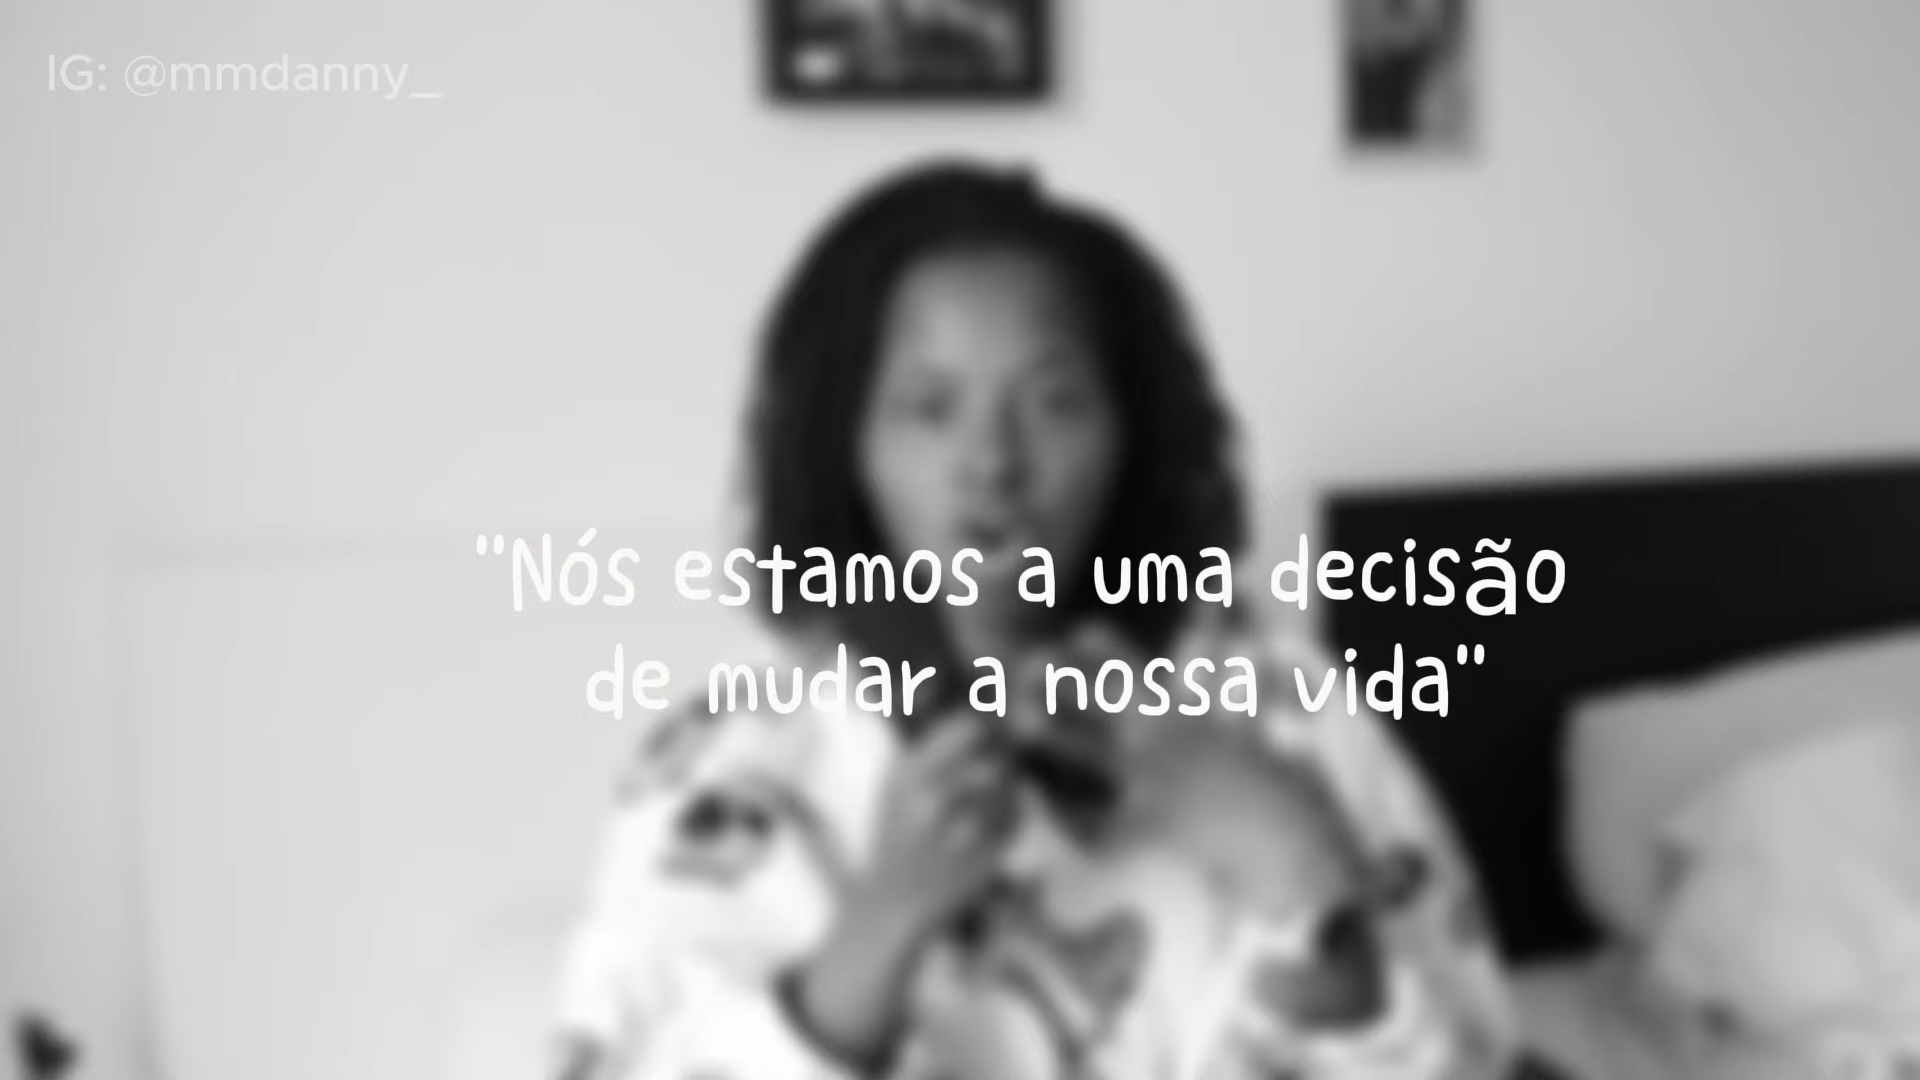 IG: @mmdanny_
"Nós estamos a uma decisão
de mudar a nossa vida"